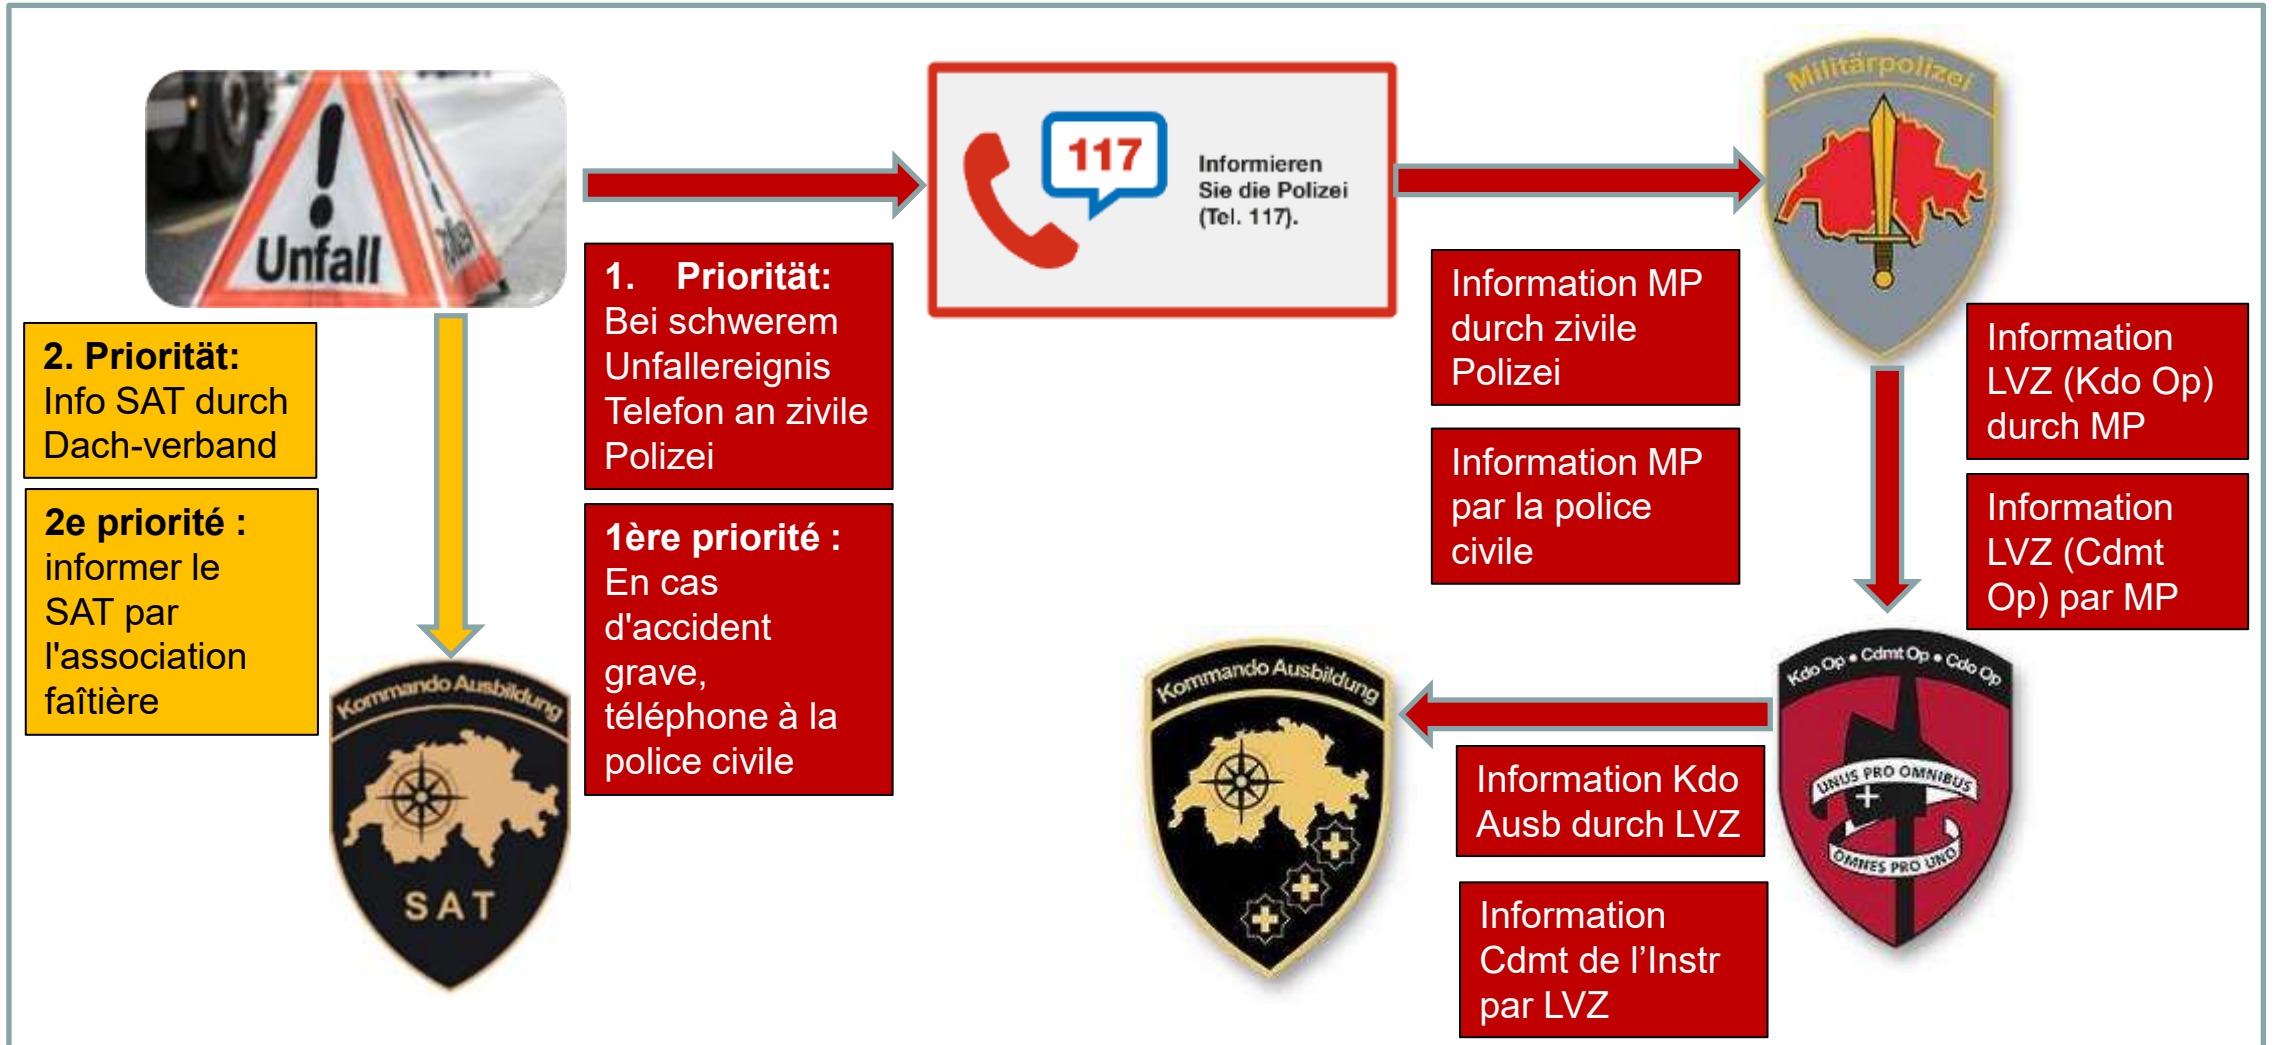 Unfall
117
Informieren
Sie die Polizei
(Tel. 117).
Militärpolizei
1. Priorität:
Bei schwerem
Unfallereignis
Telefon an zivile
Polizei
1ère priorité :
En cas
d'accident
grave,
téléphone à la
police civile
2. Priorität:
Info SAT durch
Dach-verband
2e priorité :
informer le
SAT par
l'association
faîtière
Kommando Ausbildung
SAT
Information MP
durch zivile
Polizei
Information MP
par la police
civile
Information
LVZ (Kdo Op)
durch MP
Information
LVZ (Cdmt
Op) par MP
Kdo Op • Cdmt Op • Cdo Op
UNUS PRO OMNIBUS
OMNES PRO UNO
Kommando Ausbildung
Information Kdo
Ausb durch LVZ
Information
Cdmt de l’Instr
par LVZ